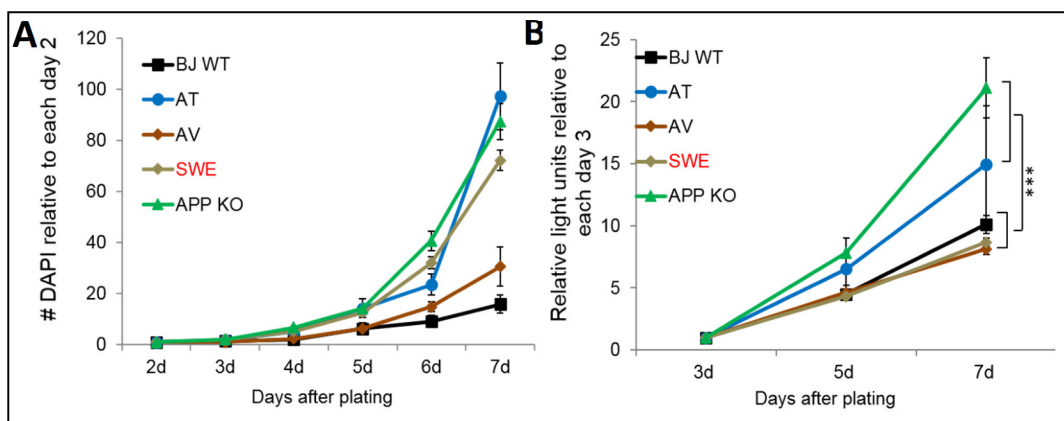 A
# DAPI relative to each day 2
120
100
80
60
40
20
0
BJ WT
AT
AV
SWE
APP KO
2d 3d 4d 5d 6d 7d
Days after plating
B
Relative light units relative to
each day 3
25
20
15
10
5
0
BJ WT
AT
AV
SWE
APP KO
***
3d 5d 7d
Days after plating